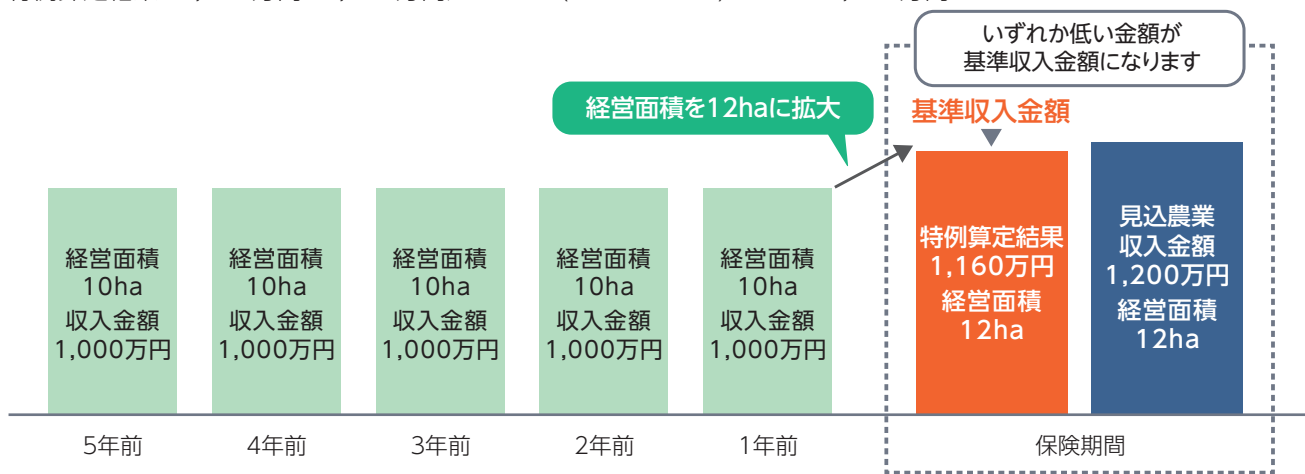 いずれか低い金額が
基準収入金額になります
経営面積を12haに拡大
基準収入金額
経営面積
10ha
収入金額
1,000万円
経営面積
10ha
収入金額
1,000万円
経営面積
10ha
収入金額
1,000万円
経営面積
10ha
収入金額
1,000万円
経営面積
10ha
収入金額
1,000万円
特例算定結果
1,160万円
経営面積
12ha
見込農業
収入金額
1,200万円
経営面積
12ha
5年前
4年前
3年前
2年前
1年前
保険期間